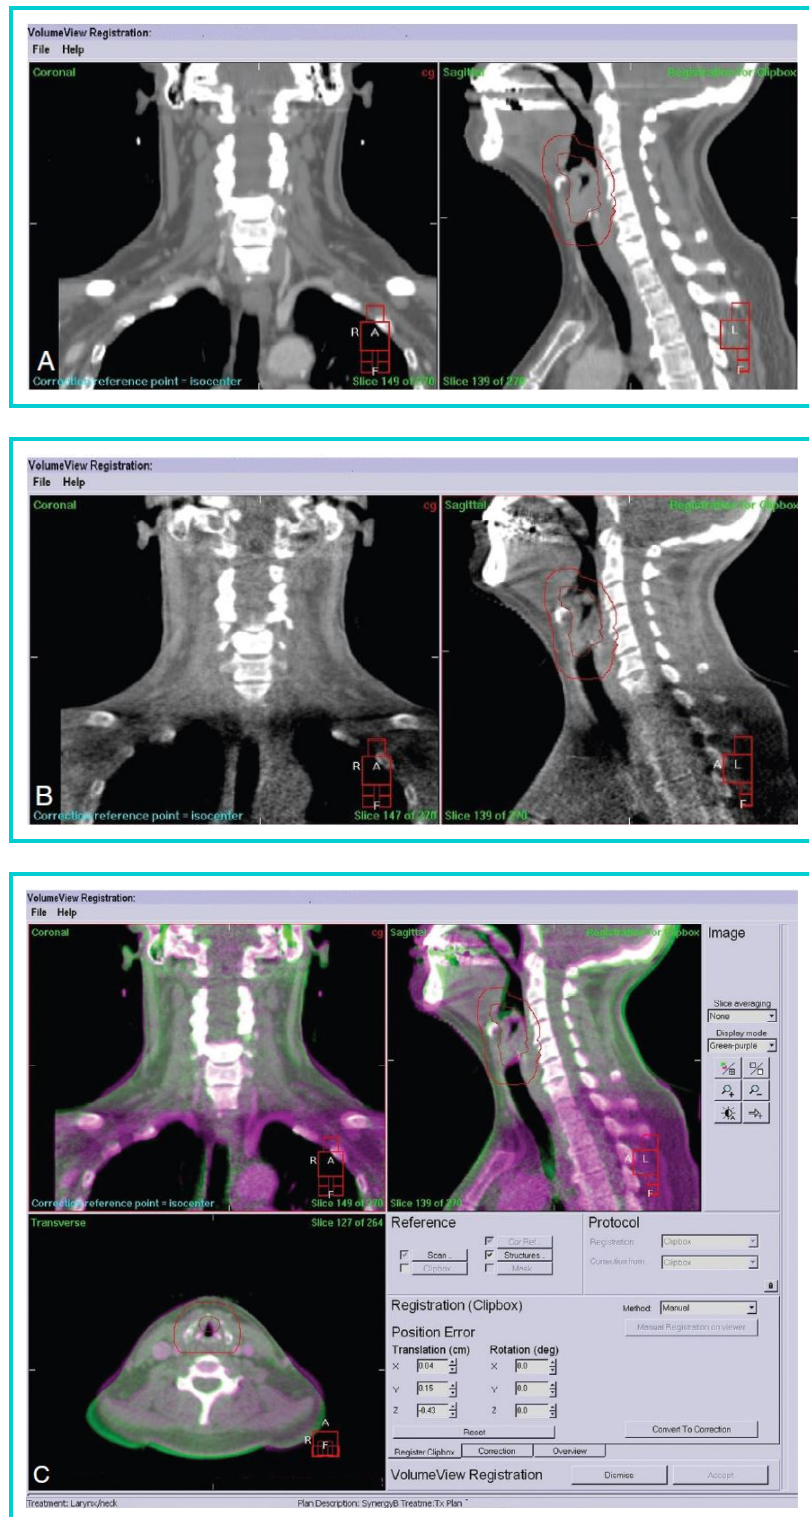 VolumeView Registration:
File Help
Coronal
cg
Sagittal
Registration for Clipbox
R A
F
L
F
A
Correction reference point = isocenter
Slice 149 of 270
Slice 139 of 270
VolumeView Registration:
File Help
Coronal
cg
Sagittal
Registration for Clipbox
R A
F
A L
F
B
Correction reference point = isocenter
Slice 147 of 270
Slice 139 of 270
VolumeView Registration:
File Help
Coronal
cg
Sagittal
Registration for Clipbox
Image
Slice averaging
None
Display mode
Green-purple
R A
F
A L
F
Correction reference point = isocenter
Slice 149 of 270
Slice 139 of 270
Transverse
Slice 127 of 264
A
R F
C
Reference
Scan...
Cor Ref...
Structures...
Clipbox
Mask...
Protocol
Registration: Clipbox
Correction from: Clipbox
Registration (Clipbox)
Method: Manual
Manual Registration on viewer
Position Error
Translation (cm) Rotation (deg)
X 0.04 X 0.0
Y 0.15 Y 0.0
Z -0.43 Z 0.0
Reset
Convert To Correction
Register Clipbox Correction Overview
VolumeView Registration
Dismiss Accept
Treatment: Larynx/neck
Plan Description: SynergyB Treatme:Tx Plan